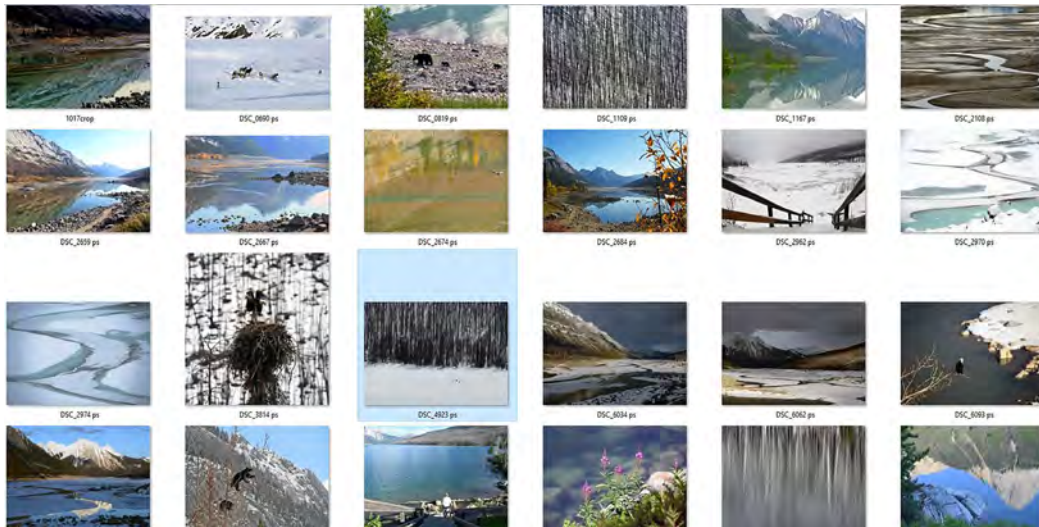 1017crop
DSC_0690 ps
DSC_0819 ps
DSC_1109 ps
DSC_1167 ps
DSC_2108 ps
DSC_2659 ps
DSC_2667 ps
DSC_2674 ps
DSC_2684 ps
DSC_2962 ps
DSC_2970 ps
DSC_2974 ps
DSC_3814 ps
DSC_4923 ps
DSC_6034 ps
DSC_6062 ps
DSC_6093 ps